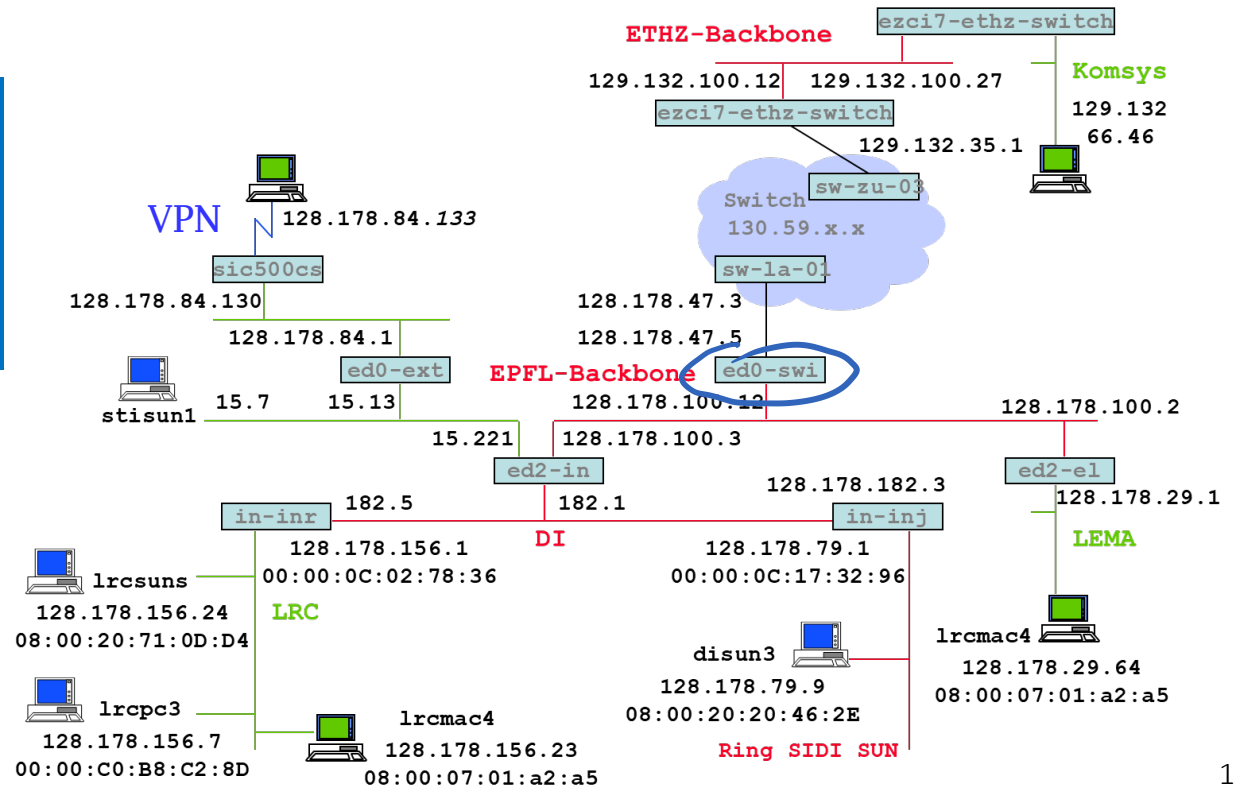 ezci7-ethz-switch
ETHZ-Backbone
Komsys
129.132.100.12
129.132.100.27
129.132
66.46
ezci7-ethz-switch
129.132.35.1
sw-zu-03
Switch
130.59.x.x
VPN
128.178.84.133
sic500cs
sw-la-01
128.178.84.130
128.178.47.3
128.178.84.1
128.178.47.5
ed0-ext
EPFL-Backbone
ed0-swi
stisun1
15.7
15.13
128.178.100.12
128.178.100.2
15.221
128.178.100.3
ed2-in
ed2-el
128.178.182.3
128.178.29.1
182.5
182.1
in-inr
in-inj
DI
LEMA
128.178.156.1
128.178.79.1
00:00:0C:02:78:36
00:00:0C:17:32:96
lrcsuns
128.178.156.24
LRC
08:00:20:71:0D:D4
lrcmac4
disun3
128.178.29.64
128.178.79.9
08:00:07:01:a2:a5
08:00:20:20:46:2E
lrcpc3
lrcmac4
128.178.156.7
128.178.156.23
Ring SIDI SUN
00:00:C0:B8:C2:8D
08:00:07:01:a2:a5
1